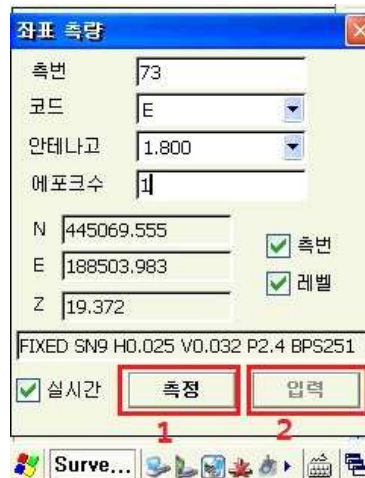 좌표 측량
측번 73
코드 E
안테나고 1.800
에포크수 1
N 445069.555
E 188503.983
Z 19.372
측번
레벨
FIXED SN9 H0.025 V0.032 P2.4 BPS251
실시간 측정 입력
1 2
Surve...